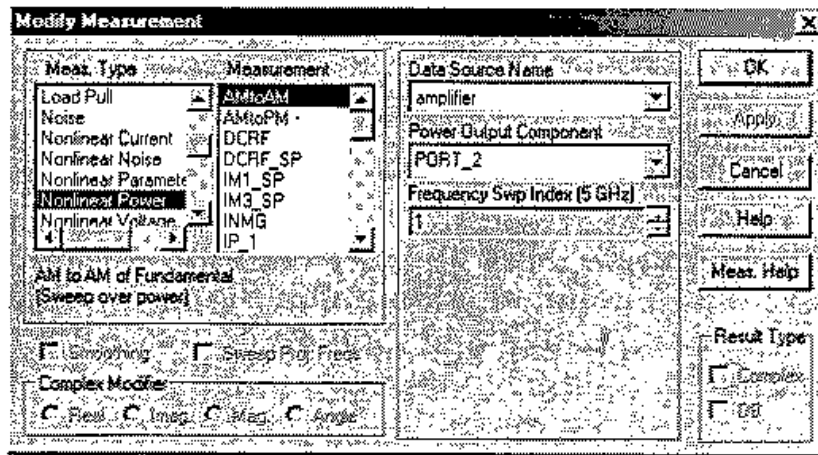 Modify Measurement
Meas. Type
Measurement
Load Pull
Noise
Nonlinear Current
Nonlinear Noise
Nonlinear Paramete
Nonlinear Power
Nonlinear Voltage
AMtoAM
AMtoPM
DCRF
DCRF_SP
IM1_SP
IM3_SP
INMG
IP_1
AM to AM of Fundamental
(Sweep over power)
Smoothing
Sweep Proj. Freqs
Complex Modifier
Real
Imag.
Mag.
Angle
Data Source Name
amplifier
Power Output Component
PORT_2
Frequency Swp Index (5 GHz)
1
OK
Apply
Cancel
Help
Meas. Help
Result Type
Complex
DB